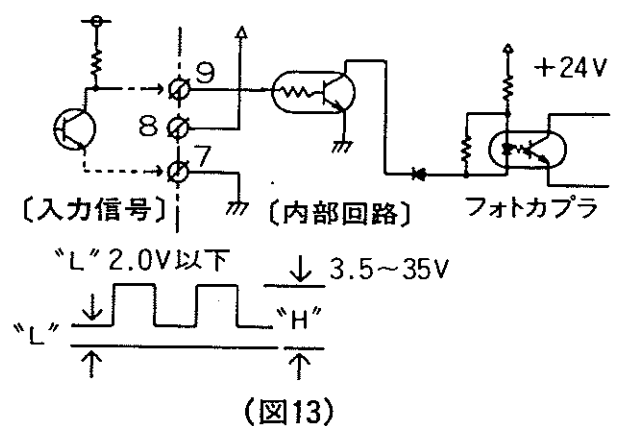 9
+24V
8
7
〔入力信号〕
〔内部回路〕
フォトカプラ
"L" 2.0V以下
3.5~35V
"H"
"L"
(図13)